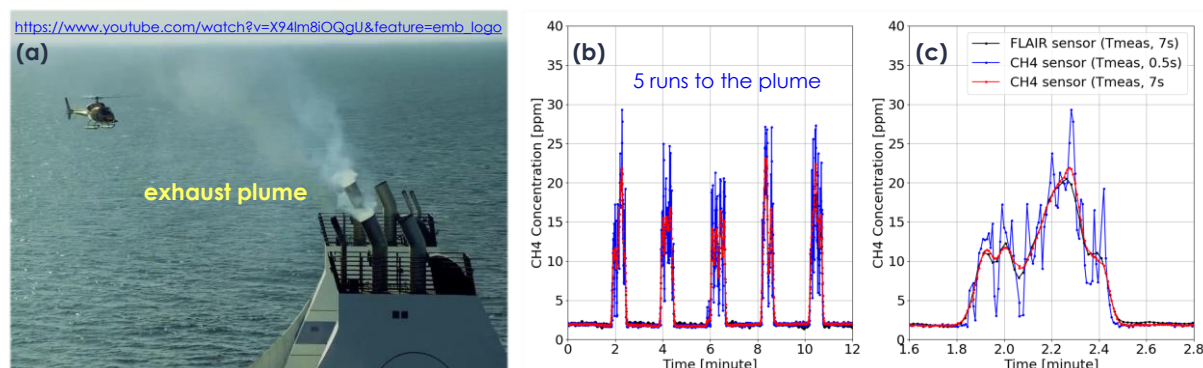 https://www.youtube.com/watch?v=X94lm8iOQgU&feature=emb_logo
(a)
exhaust plume
(b)
5 runs to the plume
CH4 Concentration [ppm]
40
35
30
25
20
15
10
5
0
0 2 4 6 8 10 12
Time [minute]
(c)
FLAIR sensor (Tmeas, 7s)
CH4 sensor (Tmeas, 0.5s)
CH4 sensor (Tmeas, 7s
CH4 Concentration [ppm]
40
35
30
25
20
15
10
5
0
1.6 1.8 2.0 2.2 2.4 2.6 2.8
Time [minute]